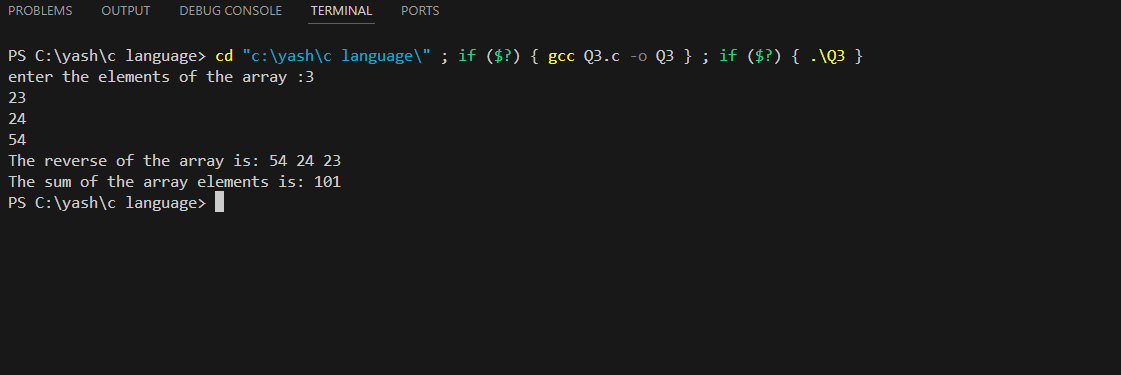 PROBLEMS OUTPUT DEBUG CONSOLE TERMINAL PORTS
PS C:\yash\c language> cd "c:\yash\c language\" ; if ($?) { gcc Q3.c -o Q3 } ; if ($?) { .\Q3 }
enter the elements of the array :3
23
24
54
The reverse of the array is: 54 24 23
The sum of the array elements is: 101
PS C:\yash\c language>